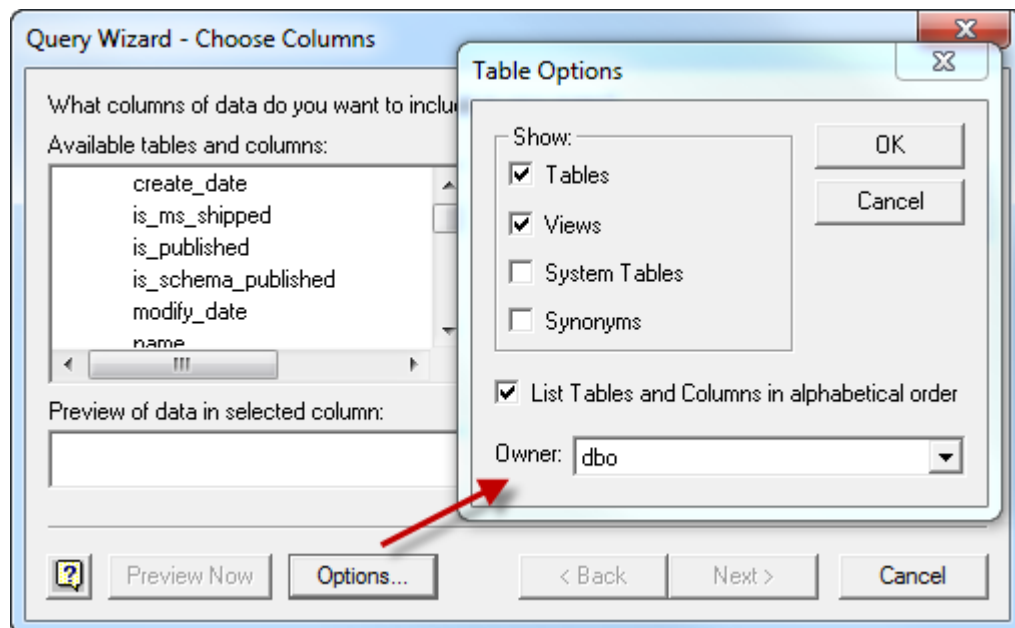 Query Wizard - Choose Columns
What columns of data do you want to inclu
Available tables and columns:
create_date
is_ms_shipped
is_published
is_schema_published
modify_date
name
Preview of data in selected column:
Preview Now
Options...
< Back
Next >
Cancel
Table Options
Show:
Tables
Views
System Tables
Synonyms
OK
Cancel
List Tables and Columns in alphabetical order
Owner: dbo